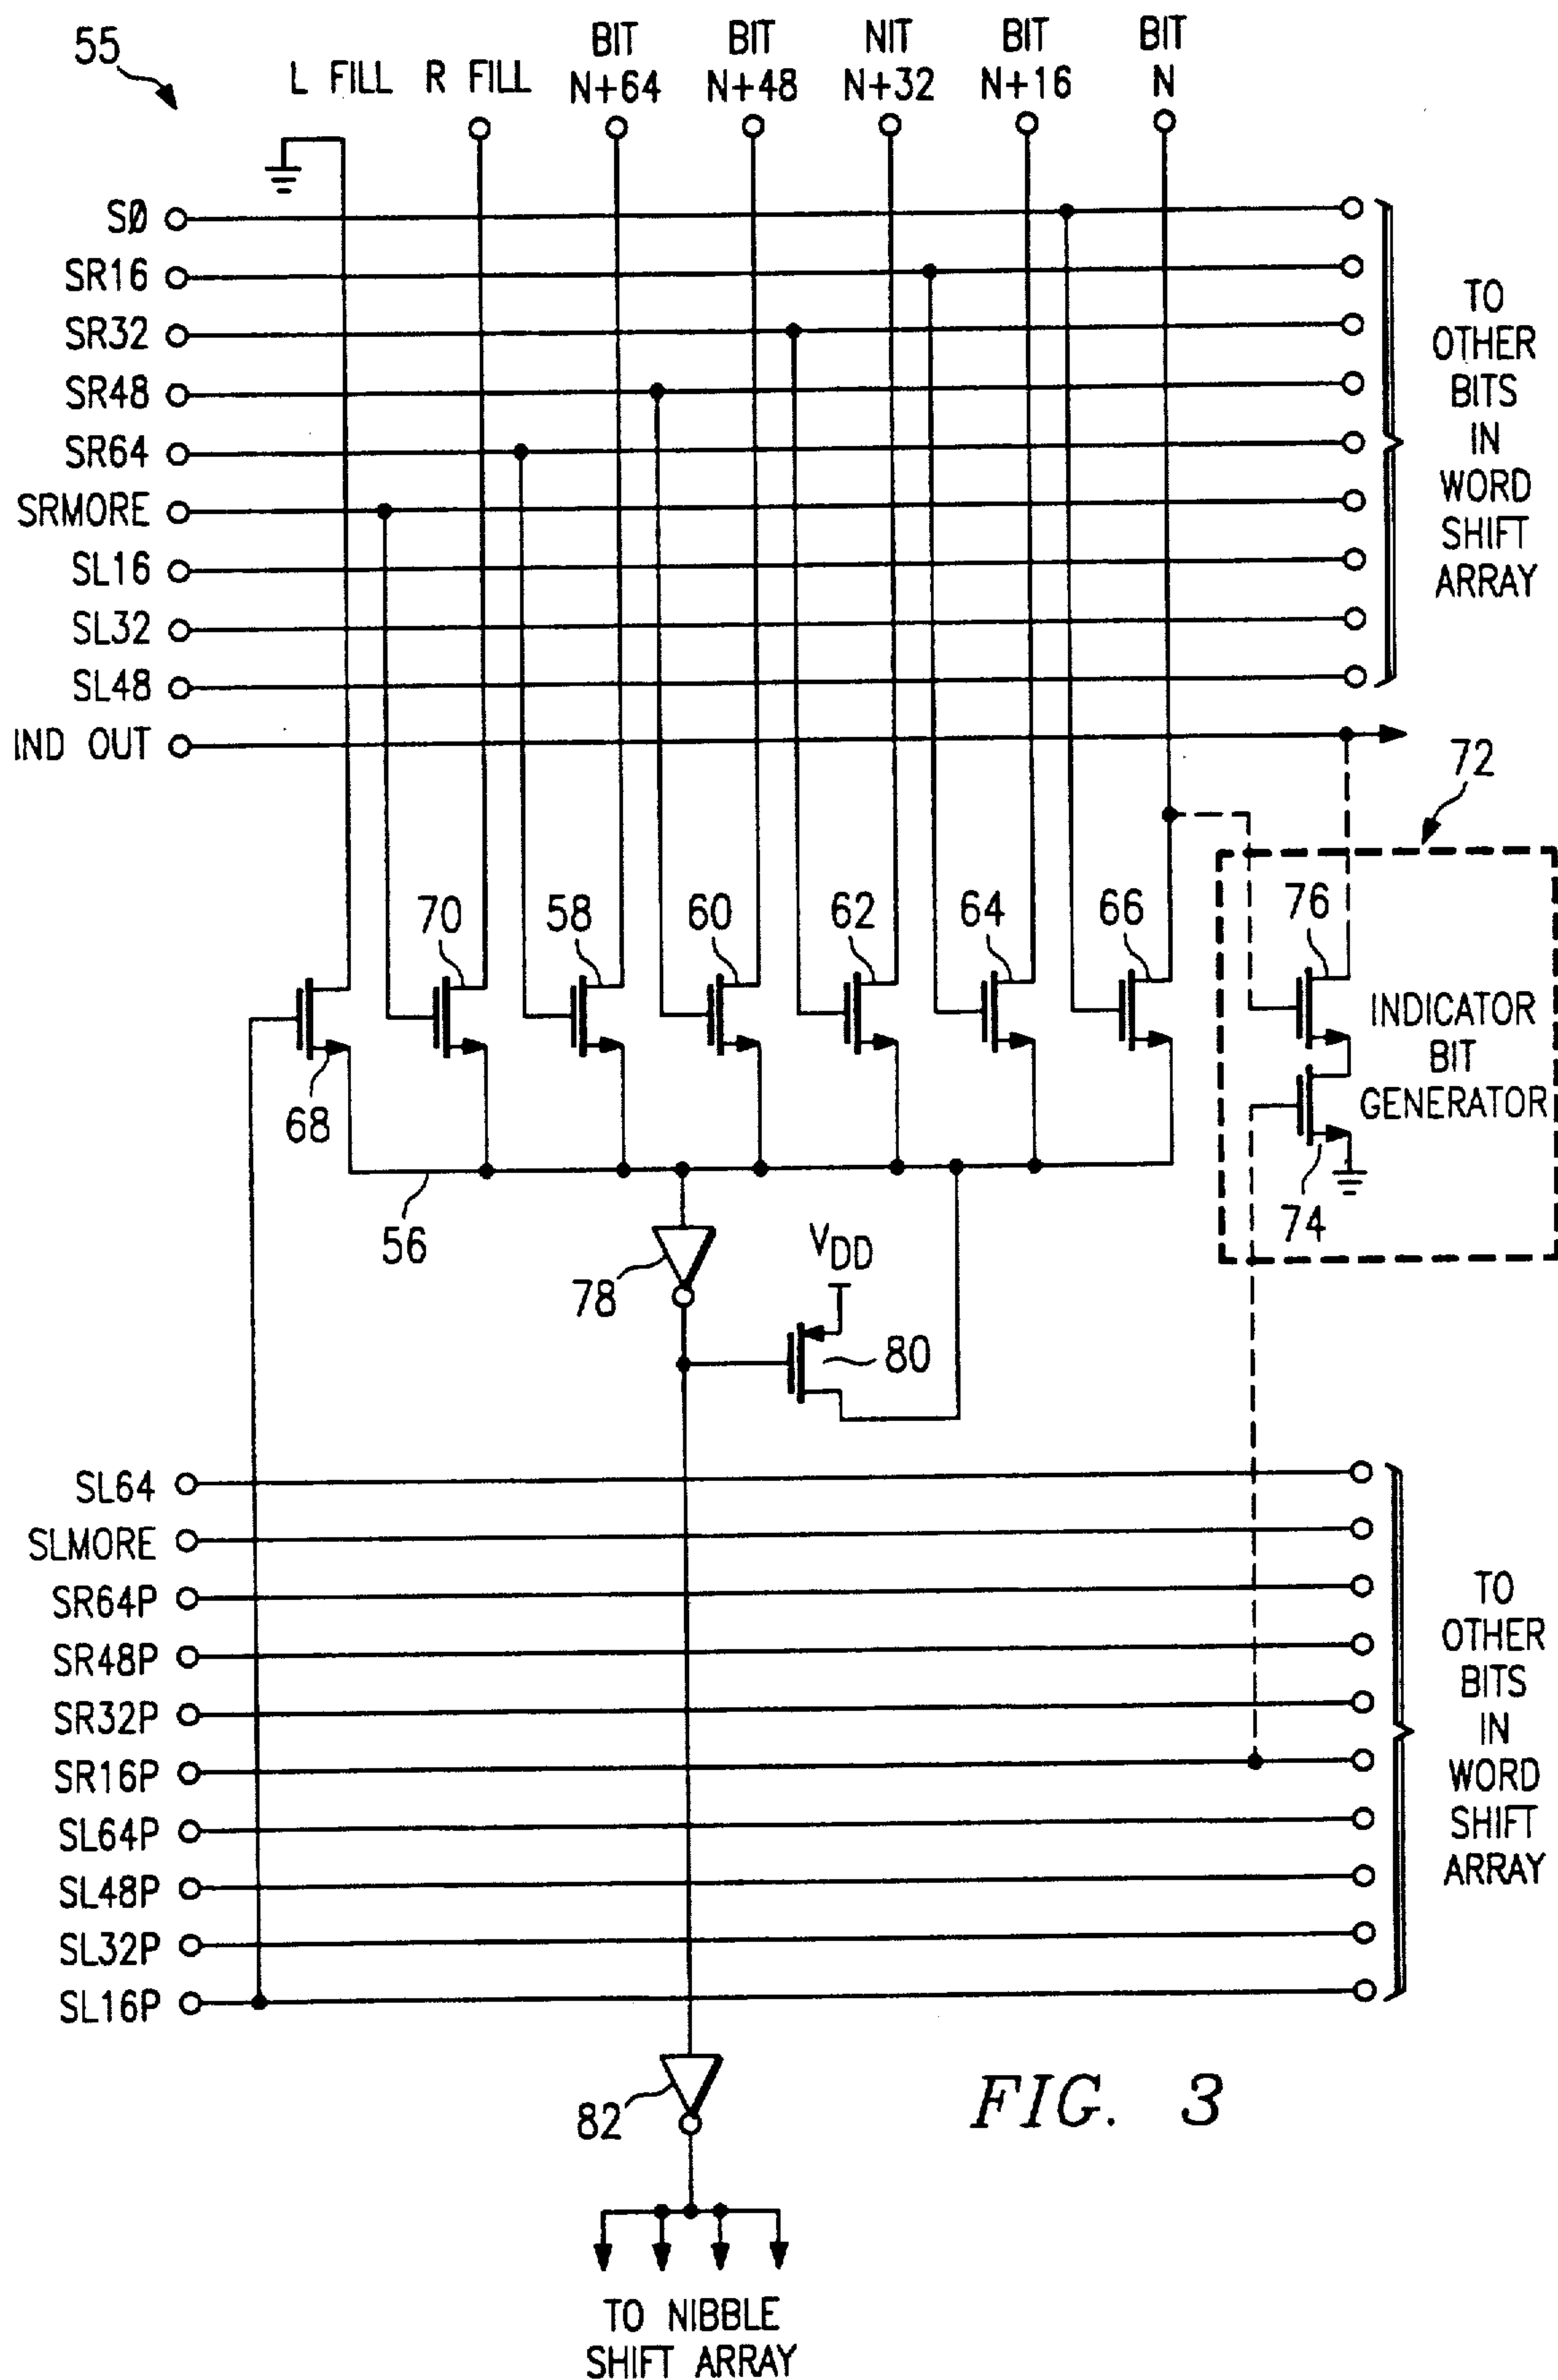 55
L FILL
R FILL
BIT
N+64
BIT
N+48
NIT
N+32
BIT
N+16
BIT
N
SØ
SR16
SR32
SR48
SR64
SRMORE
SL16
SL32
SL48
IND OUT
TO
OTHER
BITS
IN
WORD
SHIFT
ARRAY
72
70
58
60
62
64
66
76
68
INDICATOR
BIT
GENERATOR
74
56
78
VDD
80
SL64
SLMORE
SR64P
SR48P
SR32P
SR16P
SL64P
SL48P
SL32P
SL16P
TO
OTHER
BITS
IN
WORD
SHIFT
ARRAY
82
FIG. 3
TO NIBBLE
SHIFT ARRAY